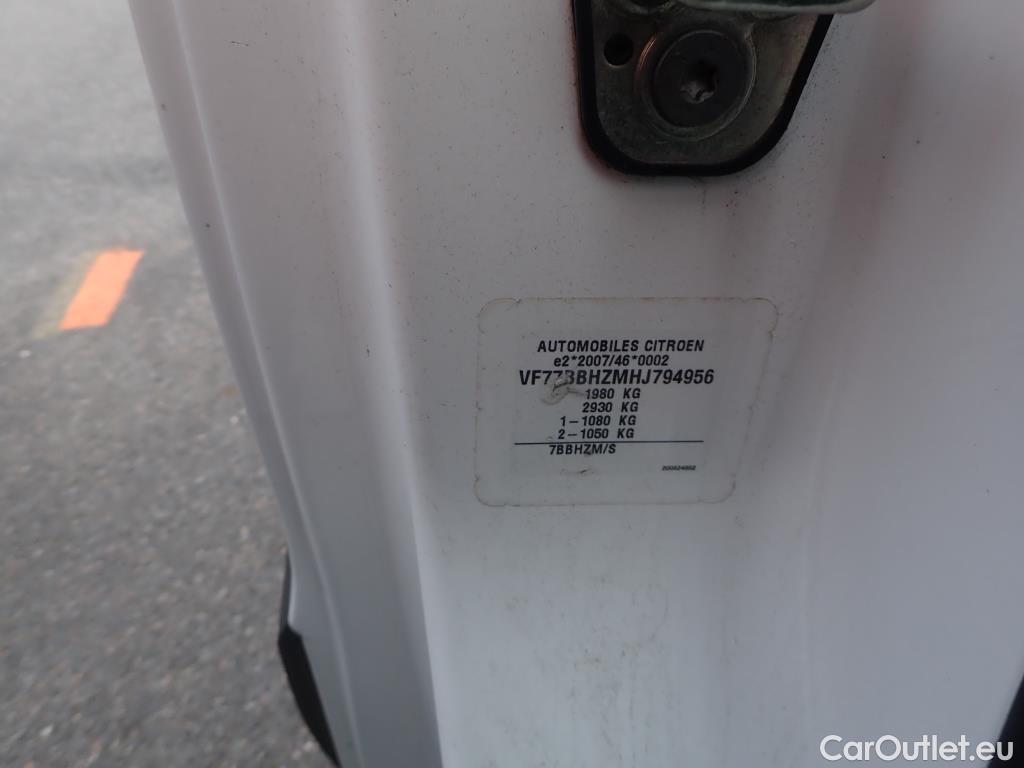 AUTOMOBILES CITROEN
e2*2007/46*0002
VF77BBHZMHJ794956
1980 KG
2930 KG
1-1080 KG
2-1050 KG
7BBHZM/S
CarOutlet.eu